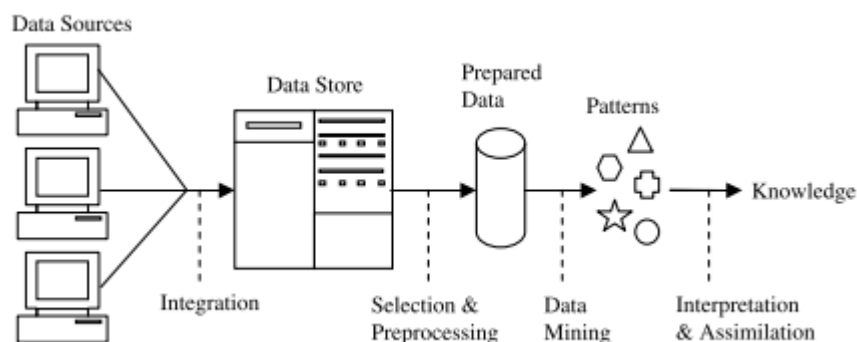 Data Sources
Data Store
Prepared
Data
Patterns
Knowledge
Integration
Selection &
Preprocessing
Data
Mining
Interpretation
& Assimilation